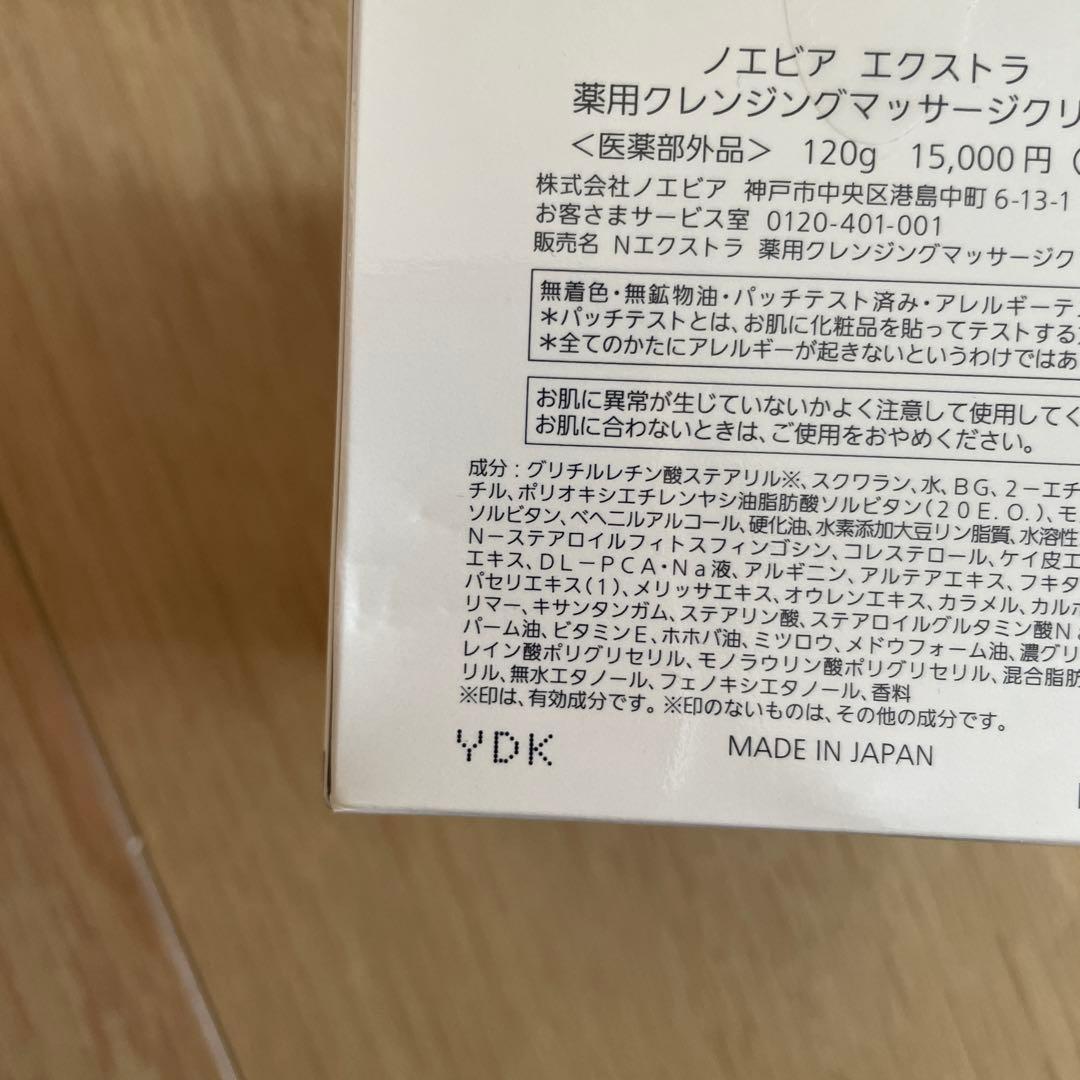 ノエビア エクストラ
薬用クレンジングマッサージクリ
＜医薬部外品＞ 120g 15,000円（
株式会社ノエビア 神戸市中央区港島中町 6-13-1
お客さまサービス室 0120-401-001
販売名 Nエクストラ 薬用クレンジングマッサージク
無着色・無鉱物油・パッチテスト済み・アレルギーテ
＊パッチテストとは、お肌に化粧品を貼ってテストする
＊全てのかたにアレルギーが起きないというわけではあ
お肌に異常が生じていないかよく注意して使用してく
お肌に合わないときは、ご使用をおやめください。
成分：グリチルレチン酸ステアリル※、スクワラン、水、BG、2－エチ
チル、ポリオキシエチレンヤシ油脂肪酸ソルビタン(20E.O.)、モ
ソルビタン、ベヘニルアルコール、硬化油、水素添加大豆リン脂質、水溶性
N－ステアロイルフィトスフィンゴシン、コレステロール、ケイ皮エ
エキス、DL－PCA・Na液、アルギニン、アルテアエキス、フキタ
パセリエキス(1)、メリッサエキス、オウレンエキス、カラメル、カルボ
リマー、キサンタンガム、ステアリン酸、ステアロイルグルタミン酸N
パーム油、ビタミンE、ホホバ油、ミツロウ、メドウフォーム油、濃グリ
レイン酸ポリグリセリル、モノラウリン酸ポリグリセリル、混合脂肪
リル、無水エタノール、フェノキシエタノール、香料
※印は、有効成分です。※印のないものは、その他の成分です。
YDK MADE IN JAPAN